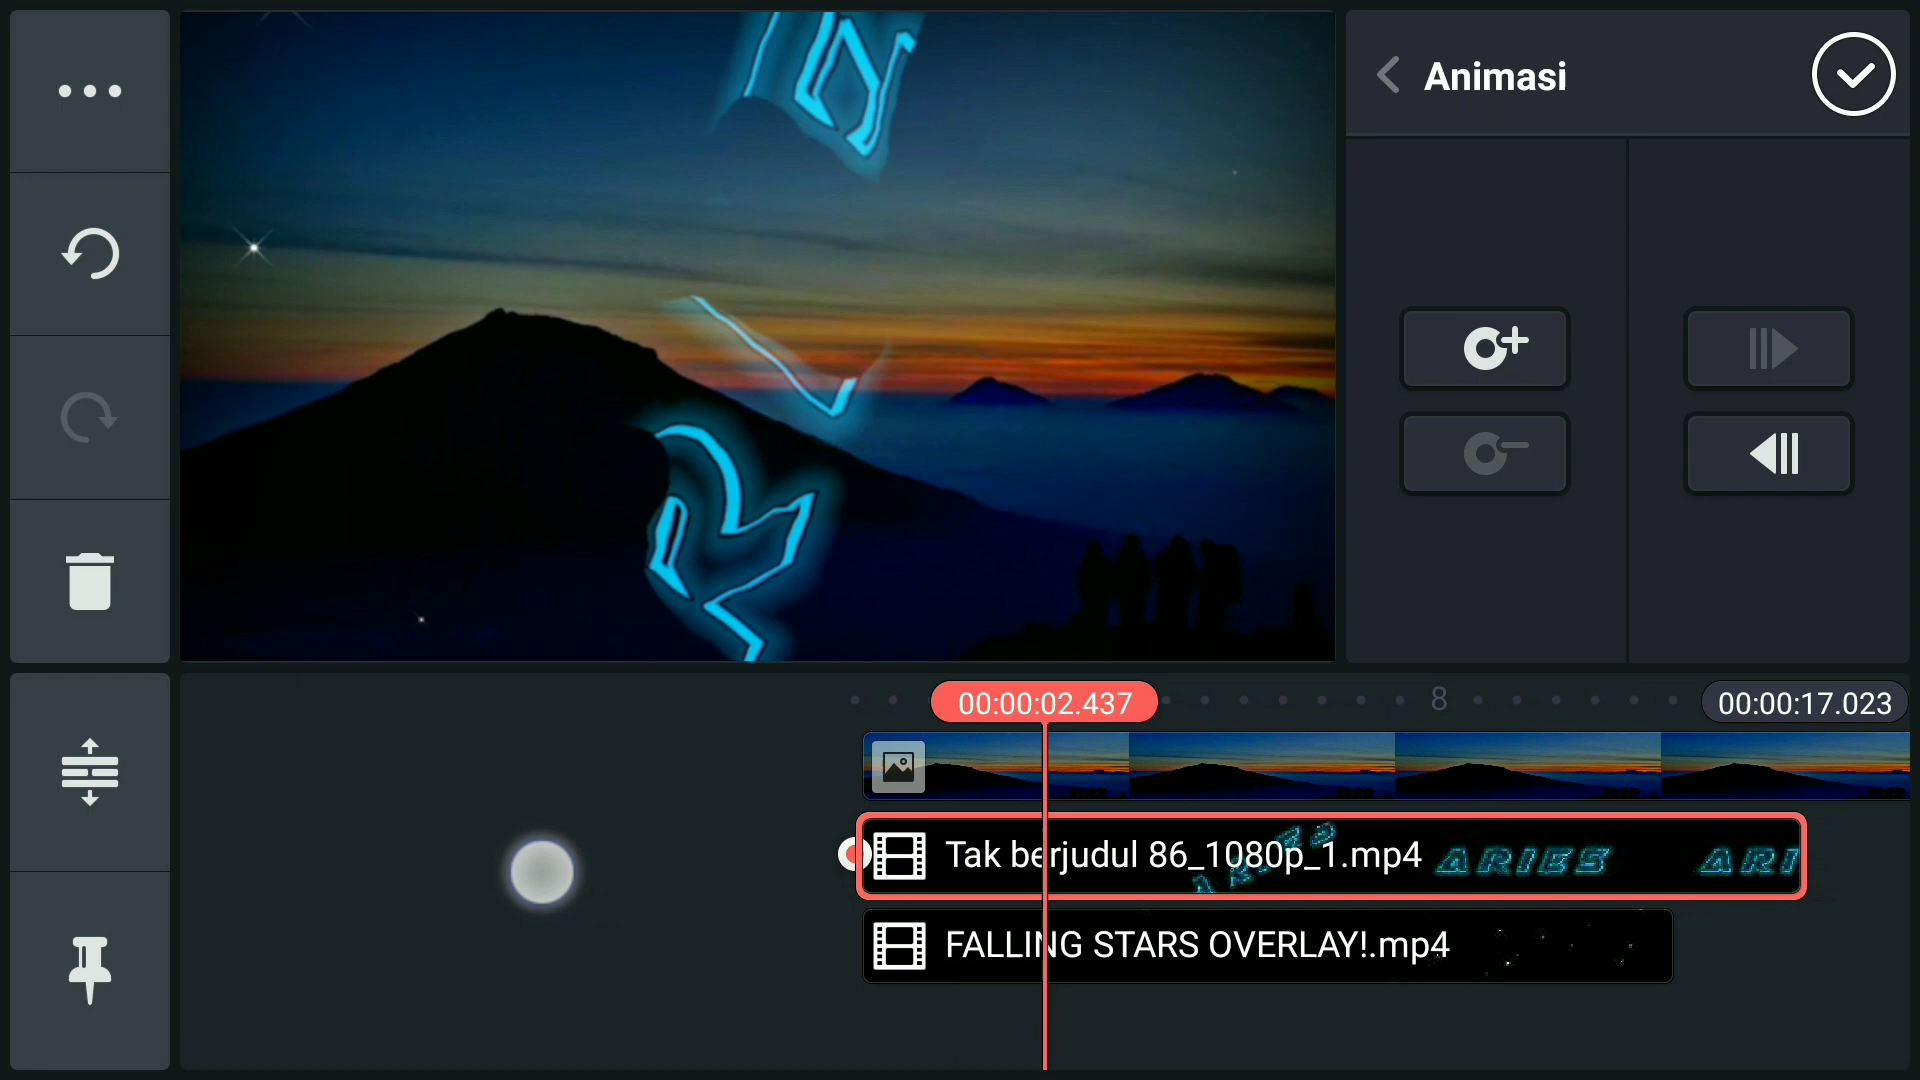 Animasi
00:00:02.437
8
00:00:17.023
Tak berjudul 86_1080p_1.mp4
ARIES
ARI
FALLING STARS OVERLAY!.mp4